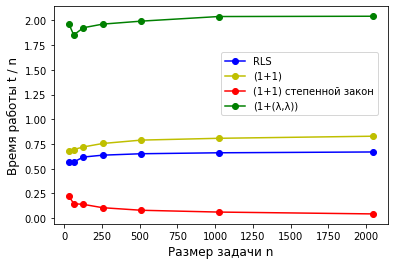 2.00
1.75
1.50
1.25
1.00
0.75
0.50
0.25
0.00
Время работы t / n
RLS
(1+1)
(1+1) степенной закон
(1+(λ,λ))
0 250 500 750 1000 1250 1500 1750 2000
Размер задачи n